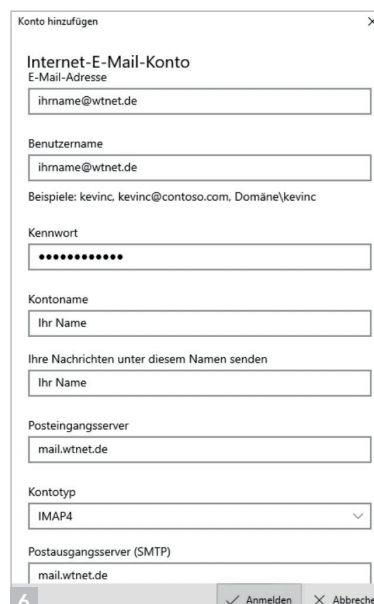 Konto hinzufügen
Internet-E-Mail-Konto
E-Mail-Adresse
ihrname@wtnet.de
Benutzername
ihrname@wtnet.de
Beispiele: kevinc, kevinc@contoso.com, Domäne\kevinc
Kennwort
●●●●●●●●●●●●
Kontoname
Ihr Name
Ihre Nachrichten unter diesem Namen senden
Ihr Name
Posteingangsserver
mail.wtnet.de
Kontotyp
IMAP4
Postausgangsserver (SMTP)
mail.wtnet.de
6 Anmelden Abbreche